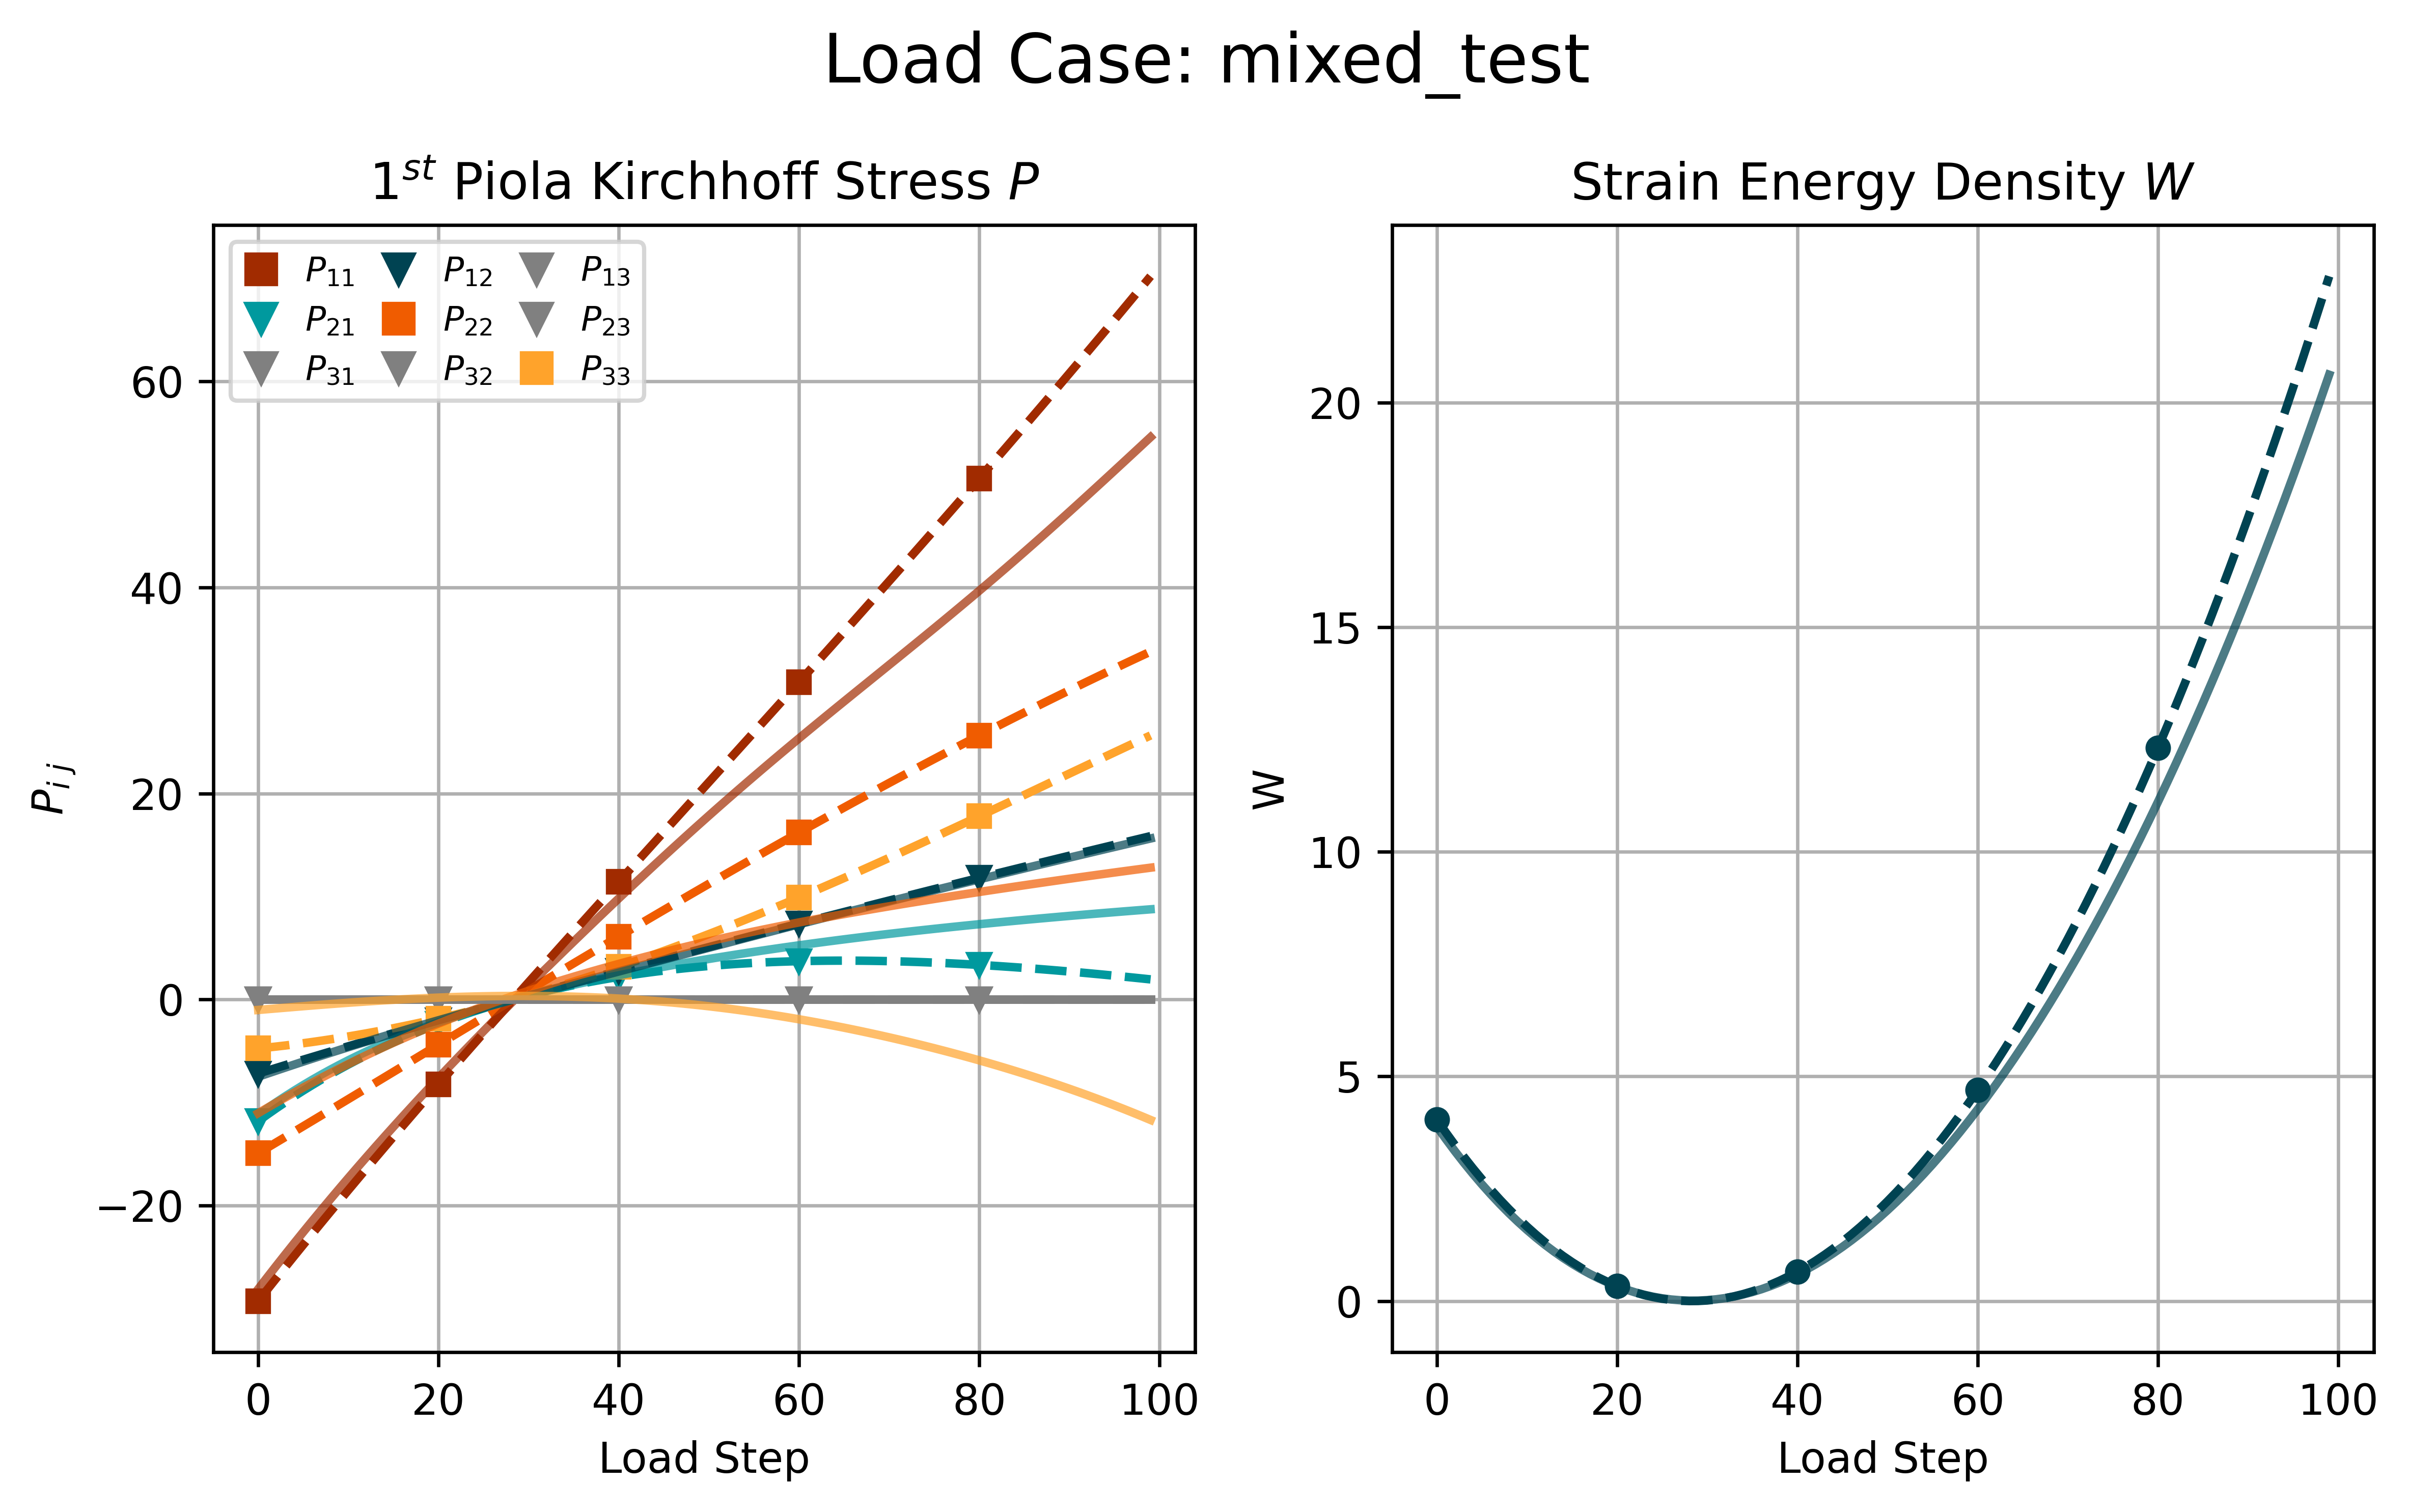 Load Case: mixed_test
1st Piola Kirchhoff Stress P
P11 P12 P13
P21 P22 P23
P31 P32 P33
60
40
20
0
−20
Pi j
0 20 40 60 80 100
Load Step
Strain Energy Density W
20
15
10
5
0
W
0 20 40 60 80 100
Load Step